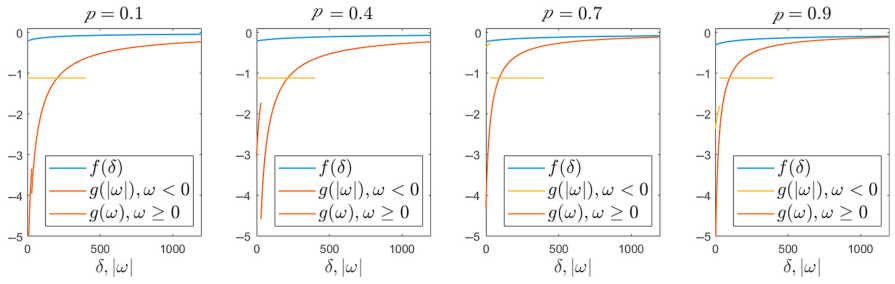 p = 0.1
0
−1
−2
−3
−4
−5
f(δ)
g(|ω|), ω < 0
g(ω), ω ≥ 0
0 500 1000
δ, |ω|
p = 0.4
0
−1
−2
−3
−4
−5
f(δ)
g(|ω|), ω < 0
g(ω), ω ≥ 0
0 500 1000
δ, |ω|
p = 0.7
0
−1
−2
−3
−4
−5
f(δ)
g(|ω|), ω < 0
g(ω), ω ≥ 0
0 500 1000
δ, |ω|
p = 0.9
0
−1
−2
−3
−4
−5
f(δ)
g(|ω|), ω < 0
g(ω), ω ≥ 0
0 500 1000
δ, |ω|